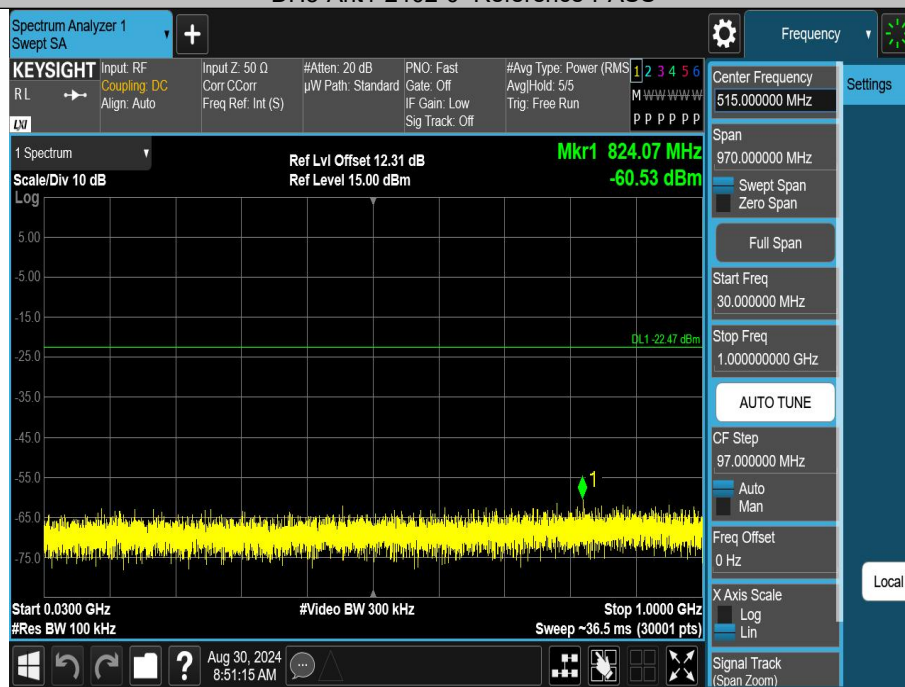 Spectrum Analyzer 1
Swept SA
Frequency
KEYSIGHT
RL
LXI
Input: RF
Coupling: DC
Align: Auto
Input Z: 50 Ω
Corr CCorr
Freq Ref: Int (S)
#Atten: 20 dB
µW Path: Standard
PNO: Fast
Gate: Off
IF Gain: Low
Sig Track: Off
#Avg Type: Power (RMS
Avg|Hold: 5/5
Trig: Free Run
1 2 3 4 5 6
M W W W W W
P P P P P P
1 Spectrum
Scale/Div 10 dB
Log
Ref Lvl Offset 12.31 dB
Ref Level 15.00 dBm
Mkr1 824.07 MHz
-60.53 dBm
5.00
-5.00
-15.0
DL1 -22.47 dBm
-25.0
-35.0
-45.0
-55.0
1
-65.0
-75.0
Start 0.0300 GHz
#Res BW 100 kHz
#Video BW 300 kHz
Stop 1.0000 GHz
Sweep ~36.5 ms (30001 pts)
Aug 30, 2024
8:51:15 AM
Center Frequency
515.000000 MHz
Settings
Span
970.000000 MHz
Swept Span
Zero Span
Full Span
Start Freq
30.000000 MHz
Stop Freq
1.000000000 GHz
AUTO TUNE
CF Step
97.000000 MHz
Auto
Man
Freq Offset
0 Hz
Local
X Axis Scale
Log
Lin
Signal Track
(Span Zoom)